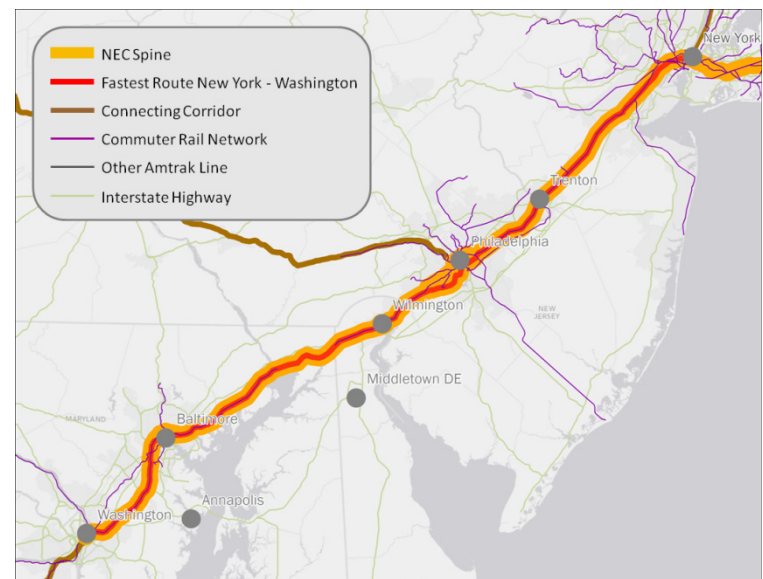 NEC Spine
Fastest Route New York - Washington
Connecting Corridor
Commuter Rail Network
Other Amtrak Line
Interstate Highway
New York
Trenton
Philadelphia
Wilmington
NEW
JERSEY
Middletown DE
MARYLAND
Baltimore
Annapolis
Washington